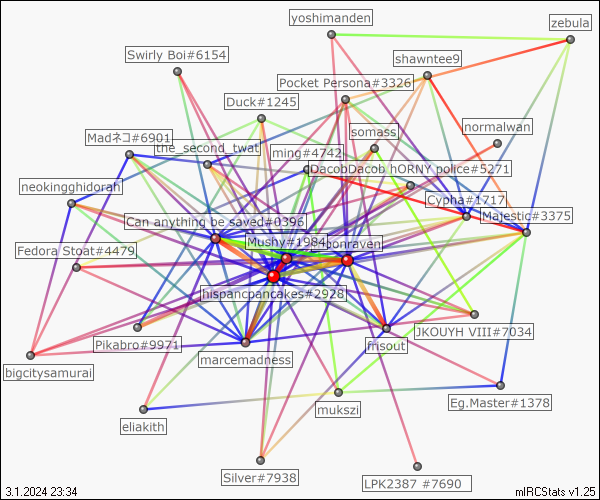 yoshimanden
zebula
Swirly Boi#6154
shawntee9
Pocket Persona#3326
Duck#1245
somass
normalwan
Madネコ#6901
the_second_twat
ming#4742
DacobDacob
hORNY police#5271
neokingghidorah
Cypha#1717
Majestic#3375
Can anything be saved#0396
Mushy#1984
onraven
Fedora Stoat#4479
hispancpancakes#2928
JKOUYH VIII#7034
Pikabro#9971
marcemadness
frisout
bigcitysamurai
Eg.Master#1378
mukszi
eliakith
Silver#7938
LPK2387 #7690
3.1.2024 23:34
mIRCStats v1.25